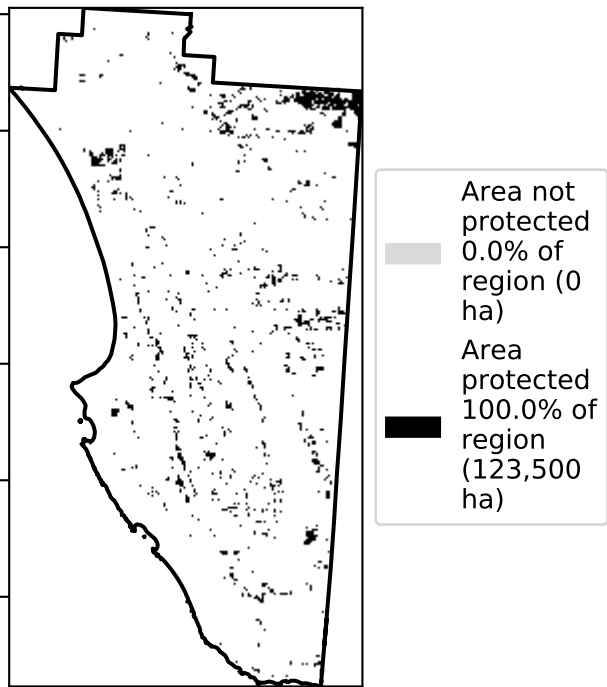 Area not
protected
0.0% of
region (0
ha)
Area
protected
100.0% of
region
(123,500
ha)